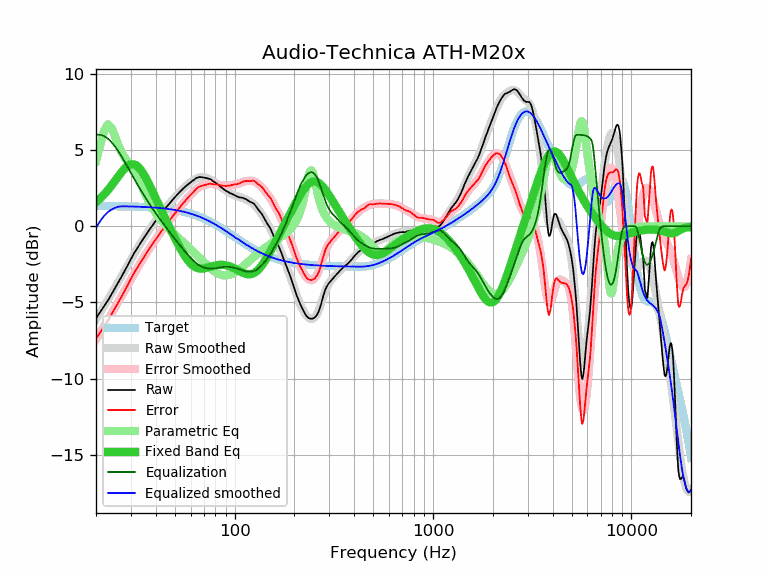 Audio-Technica ATH-M20x
10
5
0
−5
−10
−15
Amplitude (dBr)
Target
Raw Smoothed
Error Smoothed
Raw
Error
Parametric Eq
Fixed Band Eq
Equalization
Equalized smoothed
100 1000 10000
Frequency (Hz)